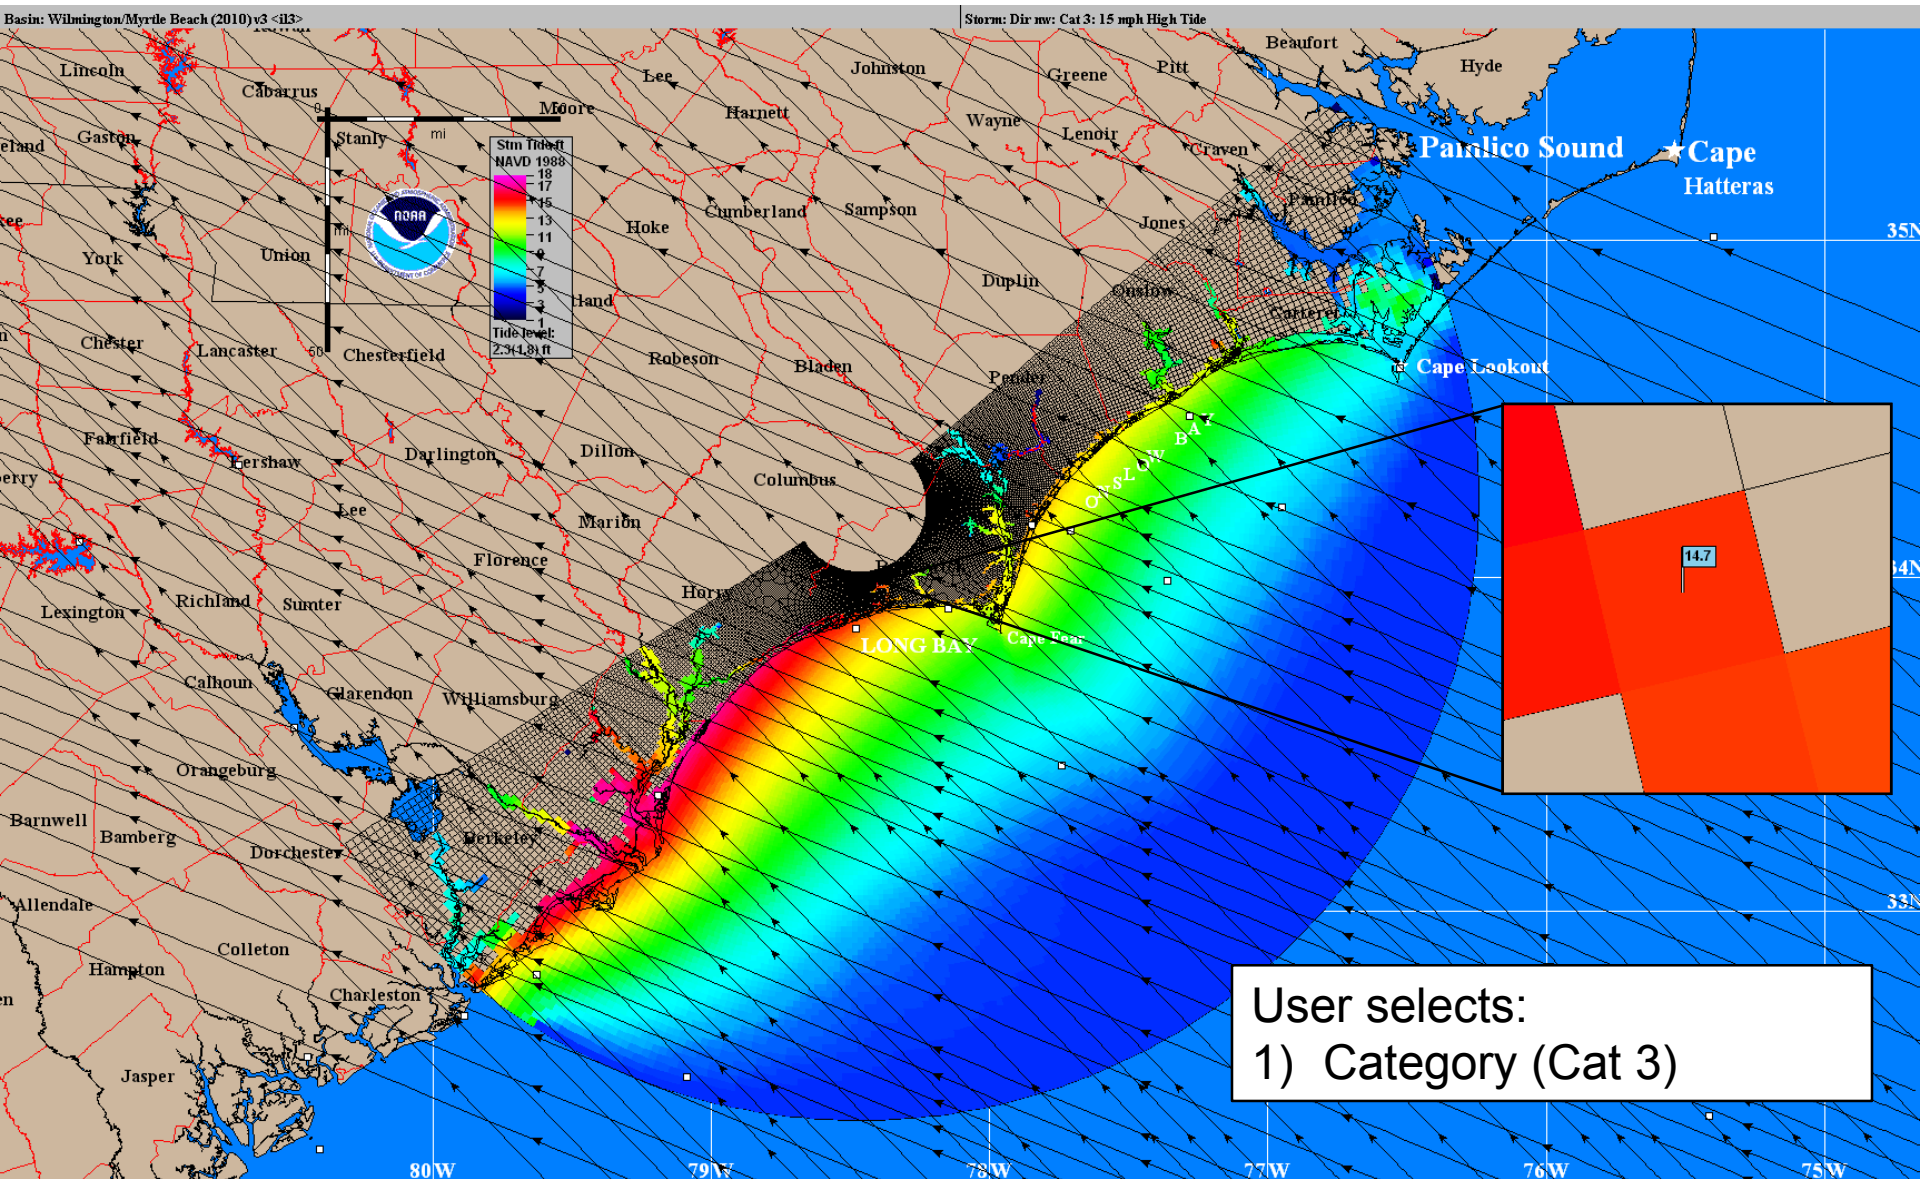 Basin: Wilmington/Myrtle Beach (2010) v3 <il3>
Storm: Dir nw: Cat 3: 15 mph High Tide
Beaufort
Hyde
Pitt
Greene
Johnston
Lee
Lincoln
Cabarrus
Moore
Harnett
Wayne
Lenoir
Craven
Gaston
Stanly
0
mi
mi
50
Stm Tide ft
NAVD 1988
18
17
15
13
11
9
7
5
3
1
Tide level:
2.3(1.8) ft
NOAA
Pamlico Sound
Cape
Hatteras
Pamlico
Jones
Sampson
Cumberland
Hoke
Union
York
35N
Duplin
Onslow
Carteret
Chester
Lancaster
Chesterfield
Robeson
Bladen
Pender
Cape Lookout
ONSLOW BAY
Fairfield
Darlington
Dillon
Columbus
Lee
Marion
Florence
14.7
34N
Horry
Lexington
Richland
Sumter
LONG BAY
Cape Fear
Calhoun
Clarendon
Williamsburg
Orangeburg
Barnwell
Bamberg
Dorchester
Berkeley
Allendale
33N
Colleton
Hampton
Charleston
Jasper
User selects:
1) Category (Cat 3)
80W
79W
78W
77W
76W
75W